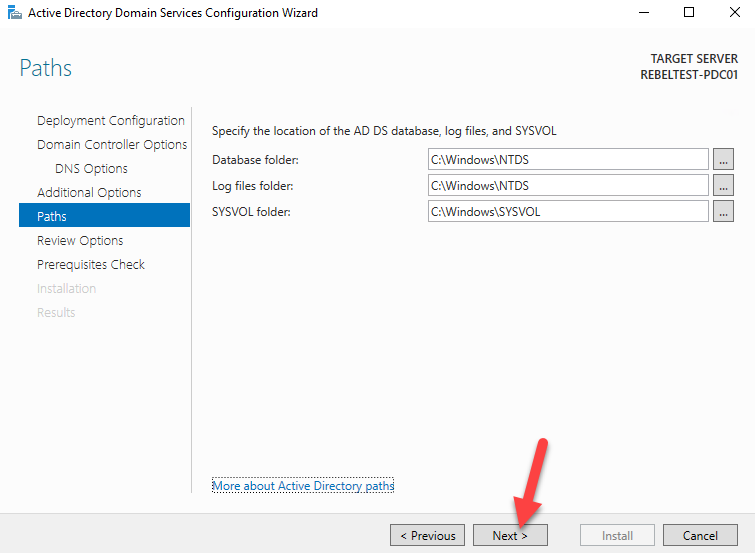 Active Directory Domain Services Configuration Wizard
Paths
TARGET SERVER
REBELTEST-PDC01
Deployment Configuration
Domain Controller Options
DNS Options
Additional Options
Paths
Review Options
Prerequisites Check
Installation
Results
Specify the location of the AD DS database, log files, and SYSVOL
Database folder: C:\Windows\NTDS ...
Log files folder: C:\Windows\NTDS ...
SYSVOL folder: C:\Windows\SYSVOL ...
More about Active Directory paths
< Previous Next > Install Cancel